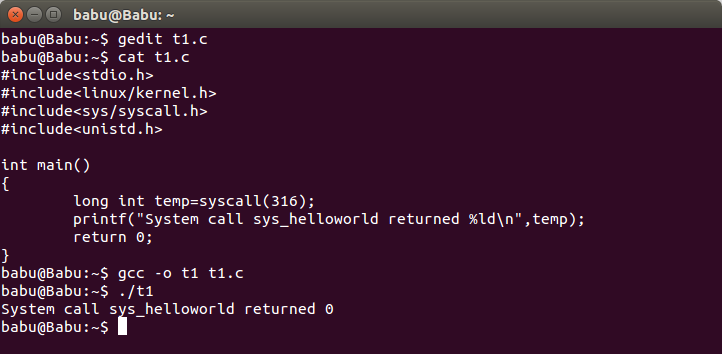 babu@Babu: ~
babu@Babu:~$ gedit t1.c
babu@Babu:~$ cat t1.c
#include<stdio.h>
#include<linux/kernel.h>
#include<sys/syscall.h>
#include<unistd.h>

int main()
{
        long int temp=syscall(316);
        printf("System call sys_helloworld returned %ld\n",temp);
        return 0;
}
babu@Babu:~$ gcc -o t1 t1.c
babu@Babu:~$ ./t1
System call sys_helloworld returned 0
babu@Babu:~$